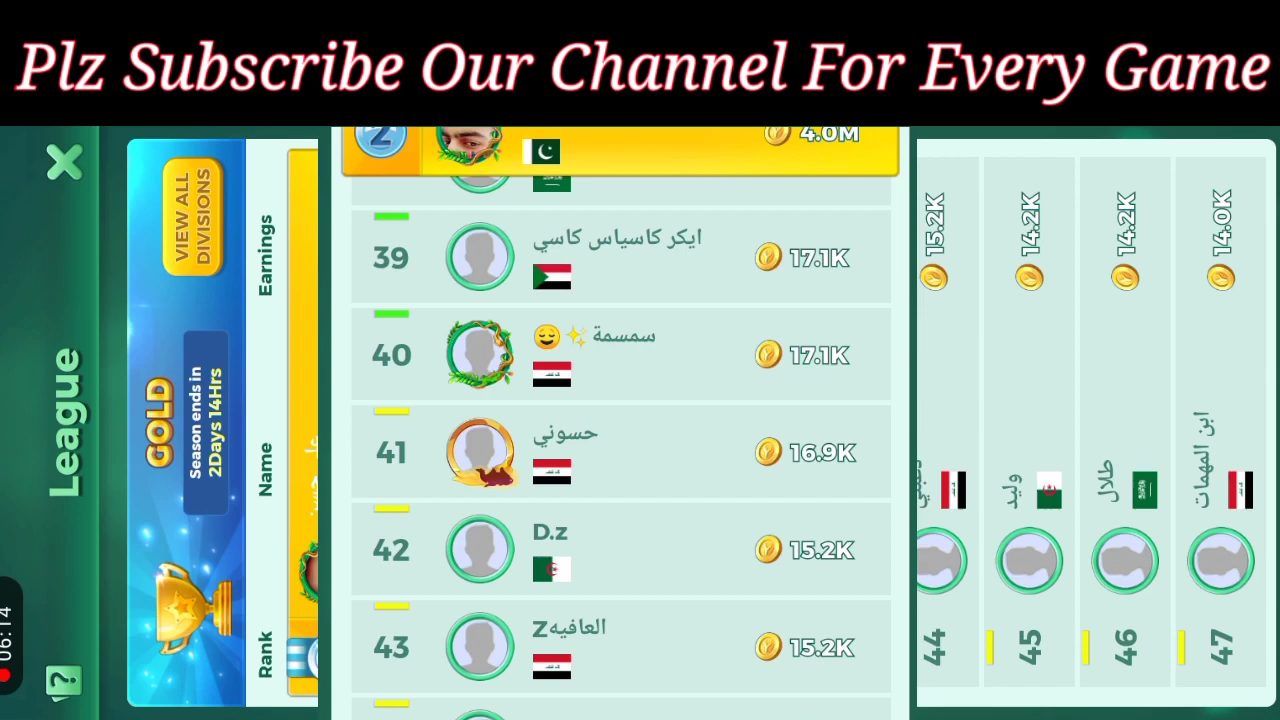 Plz Subscribe Our Channel For Every Game
4.0M
39
ايكر كاسياس كاسي
17.1K
40
سمسمة ✨😌
17.1K
41
حسوني
16.9K
42
D.z
15.2K
43
العافيهZ
15.2K
06:14
?
League
GOLD
Season ends in
2Days 14Hrs
VIEW ALL
DIVISIONS
Rank
Name
Earnings
44
15.2K
45
وليد
14.2K
46
طلال
14.2K
47
ابن المهمات
14.0K